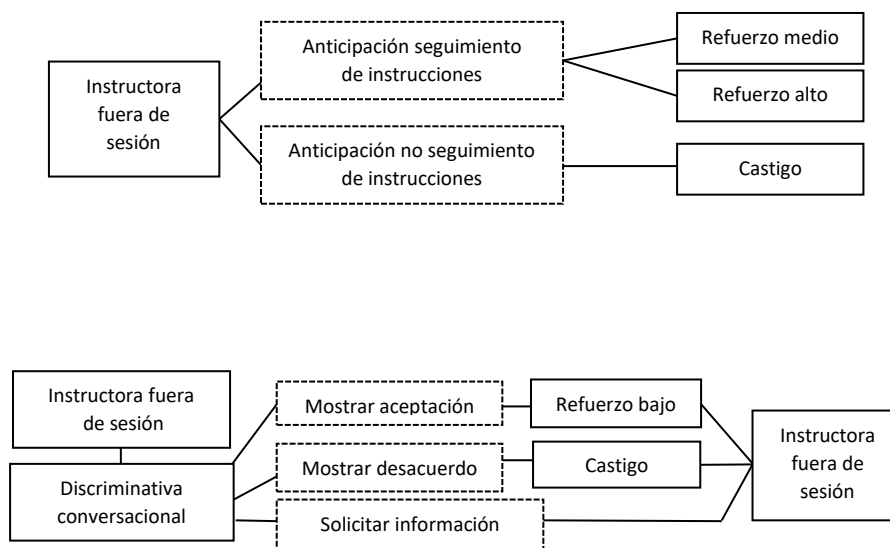 Instructora
fuera de
sesión
Anticipación seguimiento
de instrucciones
Refuerzo medio
Refuerzo alto
Anticipación no seguimiento
de instrucciones
Castigo
Instructora fuera
de sesión
Discriminativa
conversacional
Mostrar aceptación
Refuerzo bajo
Mostrar desacuerdo
Castigo
Solicitar información
Instructora
fuera de
sesión